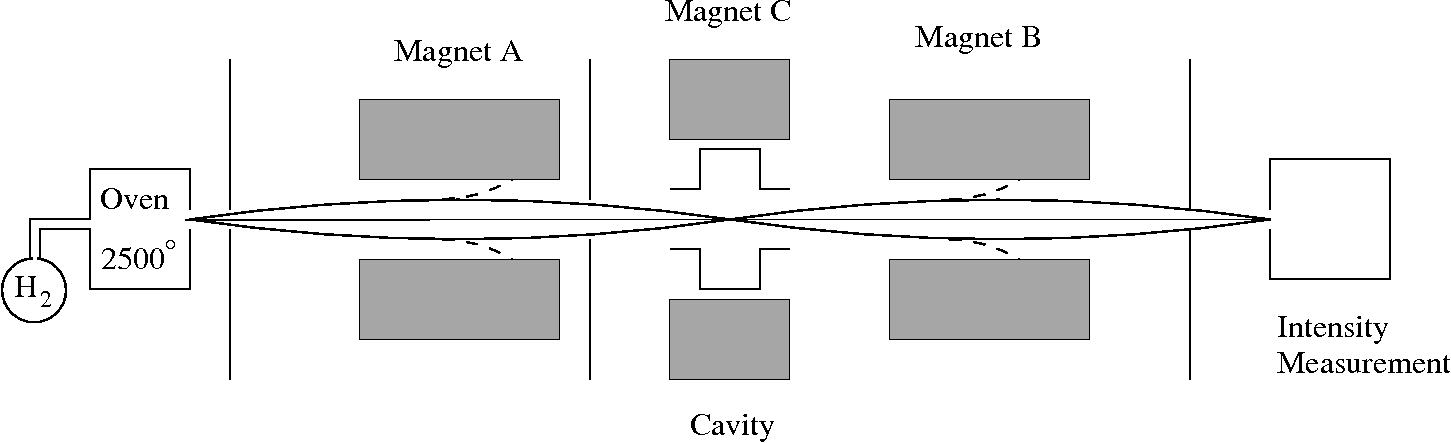 Magnet C
Magnet B
Magnet A
Oven
2500°
H2
Intensity
Measurement
Cavity